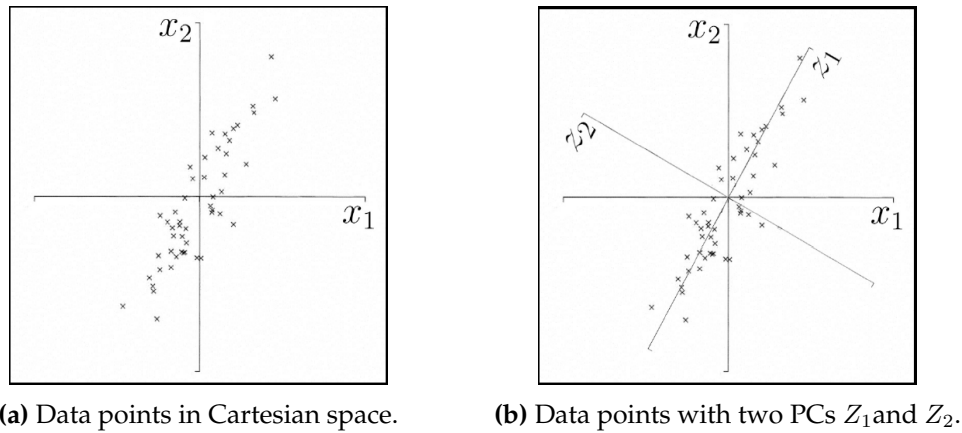 x2
x1
(a) Data points in Cartesian space.
x2
z1
z2
x1
(b) Data points with two PCs Z1and Z2.